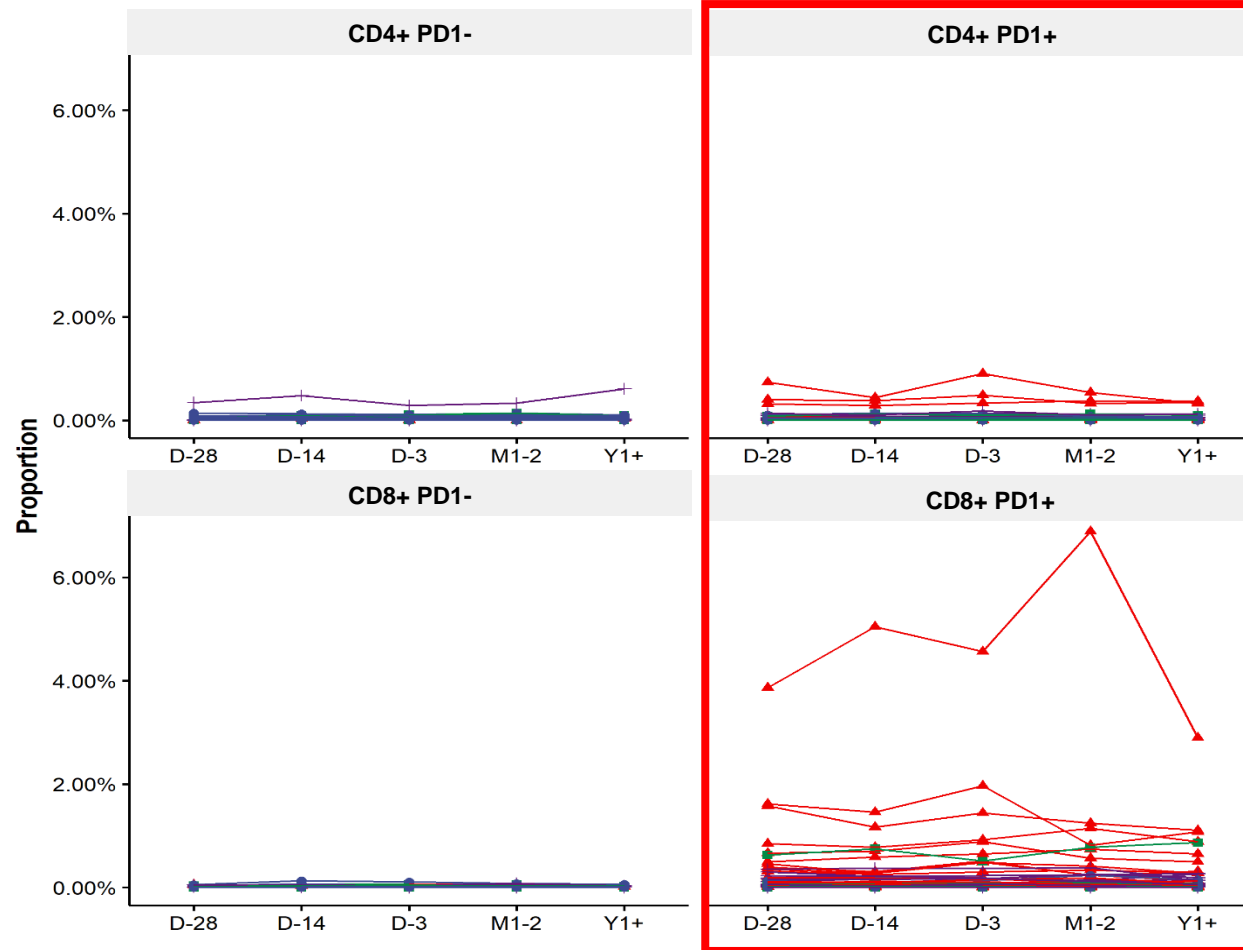 CD4+ PD1-
CD4+ PD1+
6.00%
4.00%
2.00%
0.00%
D-28 D-14 D-3 M1-2 Y1+
D-28 D-14 D-3 M1-2 Y1+
Proportion
CD8+ PD1-
CD8+ PD1+
6.00%
4.00%
2.00%
0.00%
D-28 D-14 D-3 M1-2 Y1+
D-28 D-14 D-3 M1-2 Y1+